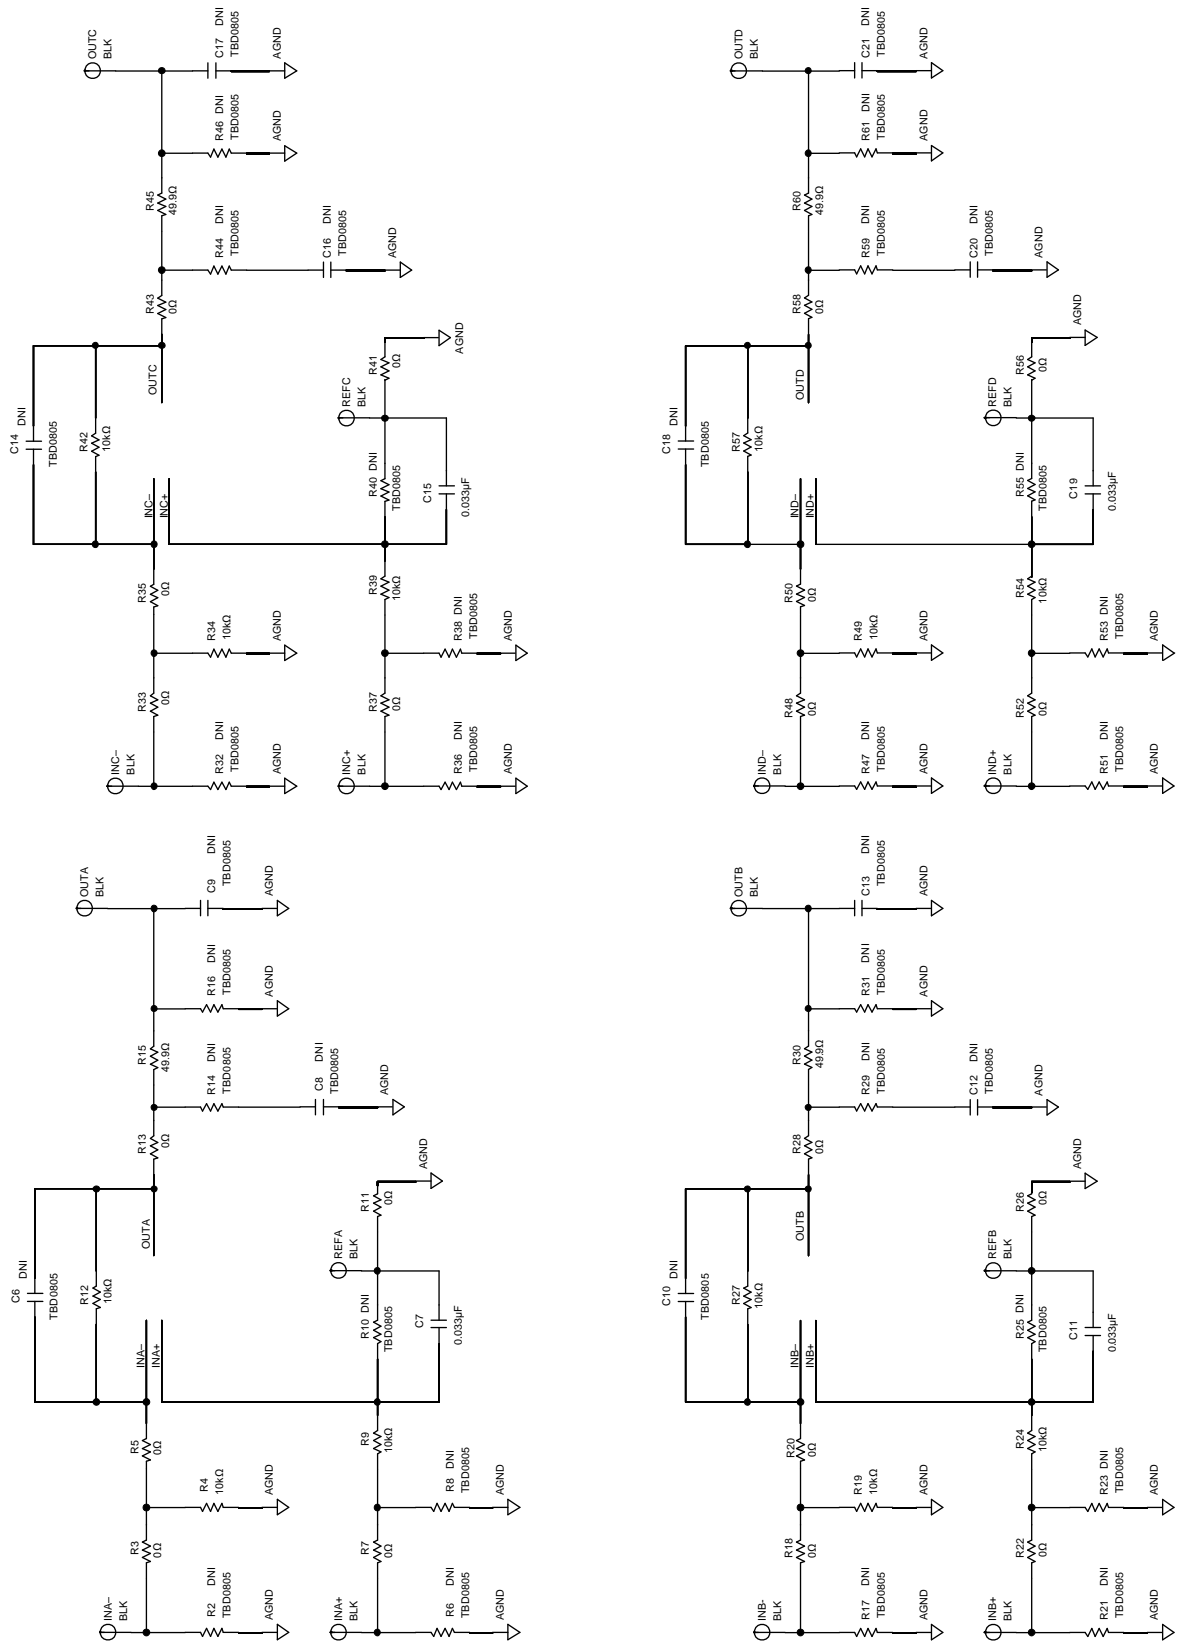 C14 DNI
TBD0805
R42
10kΩ
OUTC
BLK
C17 DNI
TBD0805
AGND
R46 DNI
TBD0805
AGND
R45
49.9Ω
R44 DNI
TBD0805
C16 DNI
TBD0805
AGND
R43
0Ω
OUTC
INC–
INC+
R35
0Ω
R34
10kΩ
AGND
R33
0Ω
INC–
BLK
R32 DNI
TBD0805
AGND
REFC
BLK
R41
0Ω
AGND
R40 DNI
TBD0805
C15
0.033µF
R39
10kΩ
R38 DNI
TBD0805
AGND
R37
0Ω
INC+
BLK
R36 DNI
TBD0805
AGND
C18 DNI
TBD0805
R57
10kΩ
OUTD
BLK
C21 DNI
TBD0805
AGND
R61 DNI
TBD0805
AGND
R60
49.9Ω
R59 DNI
TBD0805
C20 DNI
TBD0805
AGND
R58
0Ω
OUTD
IND–
IND+
R50
0Ω
R49
10kΩ
AGND
R48
0Ω
IND–
BLK
R47 DNI
TBD0805
AGND
REFD
BLK
R56
0Ω
AGND
R55 DNI
TBD0805
C19
0.033µF
R54
10kΩ
R53 DNI
TBD0805
AGND
R52
0Ω
IND+
BLK
R51 DNI
TBD0805
AGND
C6 DNI
TBD0805
R12
10kΩ
OUTA
BLK
C9 DNI
TBD0805
AGND
R16 DNI
TBD0805
AGND
R15
49.9Ω
R14 DNI
TBD0805
C8 DNI
TBD0805
AGND
R13
0Ω
OUTA
INA–
INA+
R5
0Ω
R4
10kΩ
AGND
R3
0Ω
INA–
BLK
R2 DNI
TBD0805
AGND
REFA
BLK
R11
0Ω
AGND
R10 DNI
TBD0805
C7
0.033µF
R9
10kΩ
R8 DNI
TBD0805
AGND
R7
0Ω
INA+
BLK
R6 DNI
TBD0805
AGND
C10 DNI
TBD0805
R27
10kΩ
OUTB
BLK
C13 DNI
TBD0805
AGND
R31 DNI
TBD0805
AGND
R30
49.9Ω
R29 DNI
TBD0805
C12 DNI
TBD0805
AGND
R28
0Ω
OUTB
INB–
INB+
R20
0Ω
R19
10kΩ
AGND
R18
0Ω
INB-
BLK
R17 DNI
TBD0805
AGND
REFB
BLK
R26
0Ω
AGND
R25 DNI
TBD0805
C11
0.033µF
R24
10kΩ
R23 DNI
TBD0805
AGND
R22
0Ω
INB+
BLK
R21 DNI
TBD0805
AGND